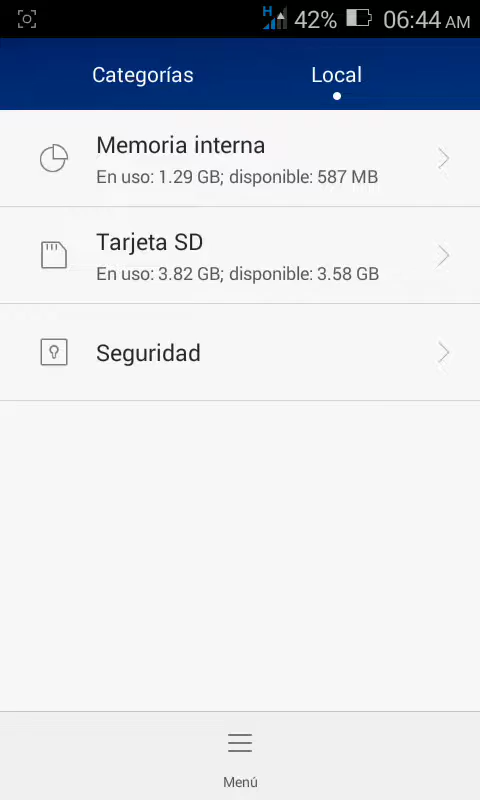 H 42% 06:44 AM
Categorías Local
Memoria interna
En uso: 1.29 GB; disponible: 587 MB
Tarjeta SD
En uso: 3.82 GB; disponible: 3.58 GB
Seguridad
Menú